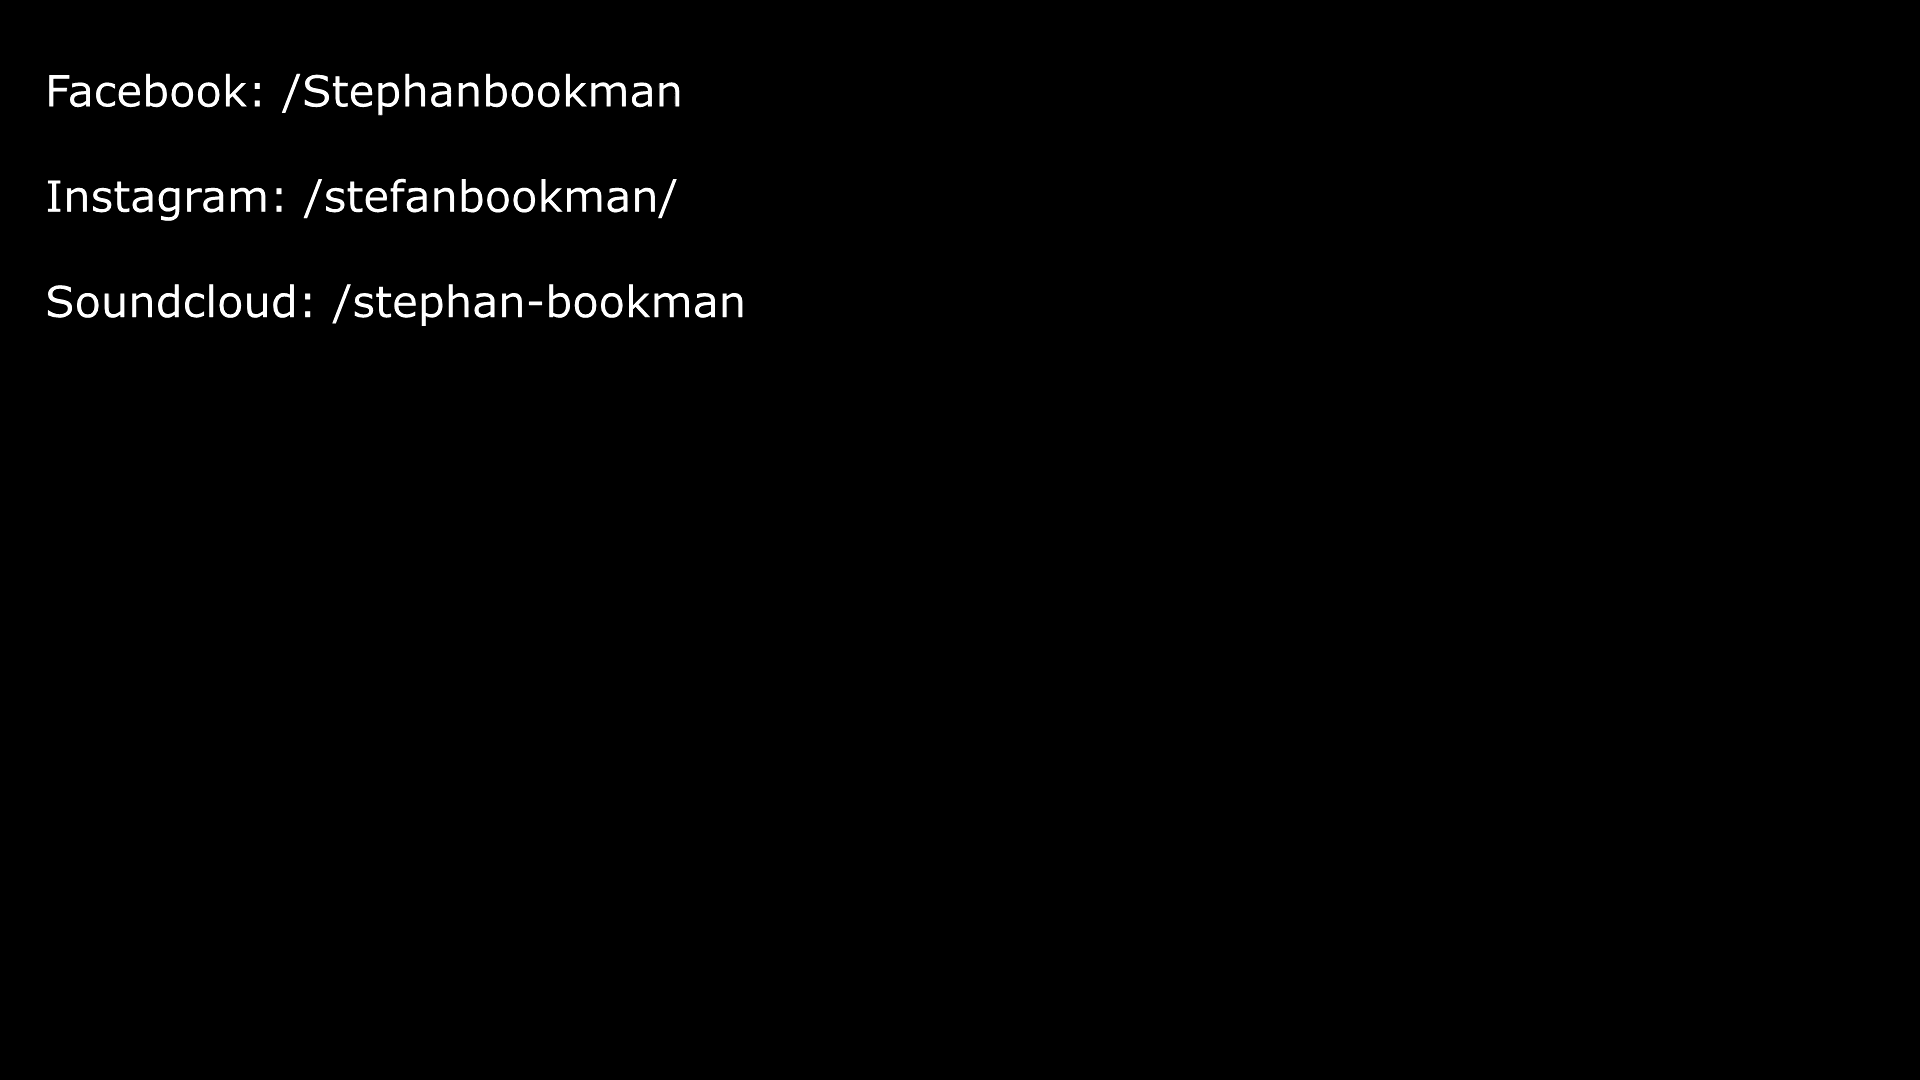 Facebook: /Stephanbookman
Instagram: /stefanbookman/
Soundcloud: /stephan-bookman